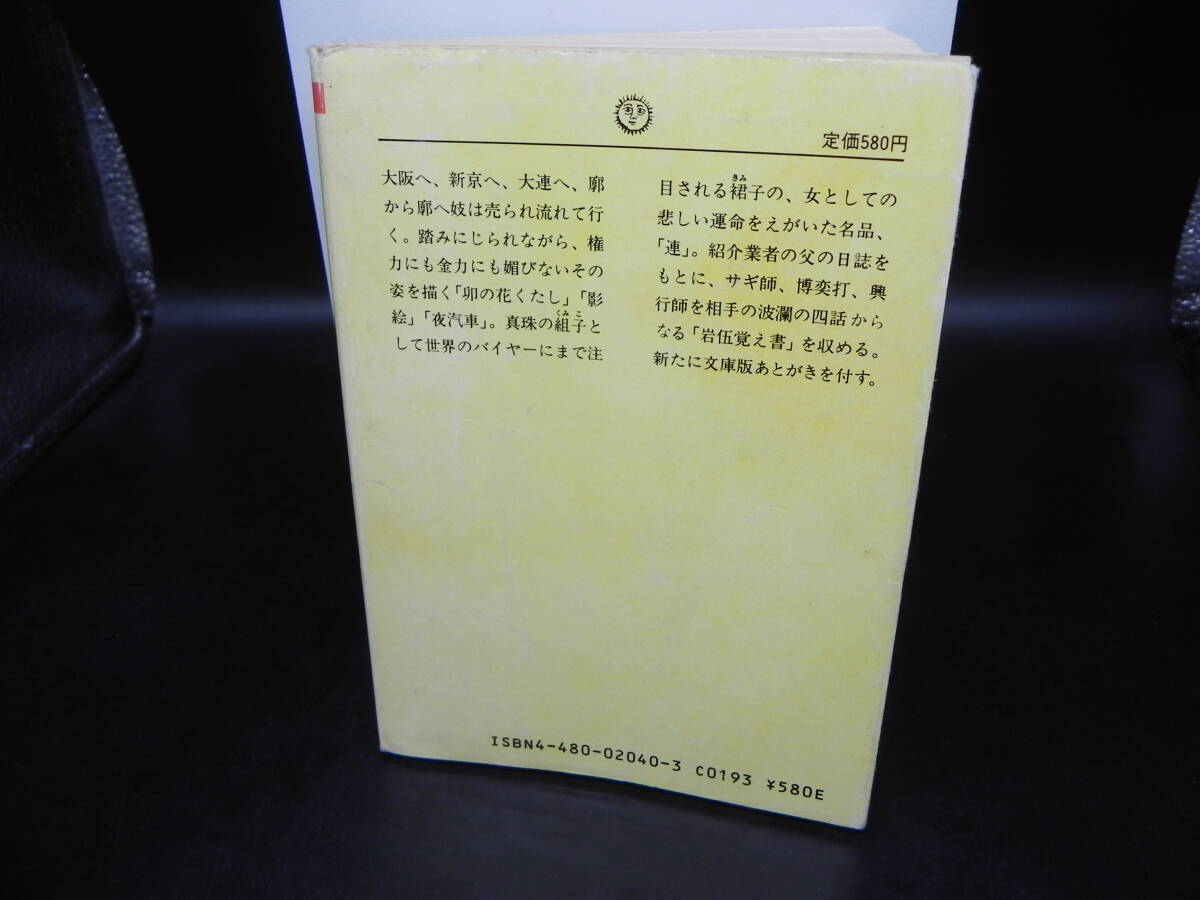 定価580円
大阪へ、新京へ、大連へ、廓
から廓へ妓は売られ流れて行
く。踏みにじられながら、権
力にも金力にも媚びないその
姿を描く「卯の花くたし」「影
くみこ
絵」「夜汽車」。真珠の組子と
して世界のバイヤーにまで注
きみ
目される裙子の、女としての
悲しい運命をえがいた名品、
「連」。紹介業者の父の日誌を
もとに、サギ師、博奕打、興
行師を相手の波瀾の四話から
なる「岩伍覚え書」を収める。
新たに文庫版あとがきを付す。
ISBN4-480-02040-3 C0193 ¥580E